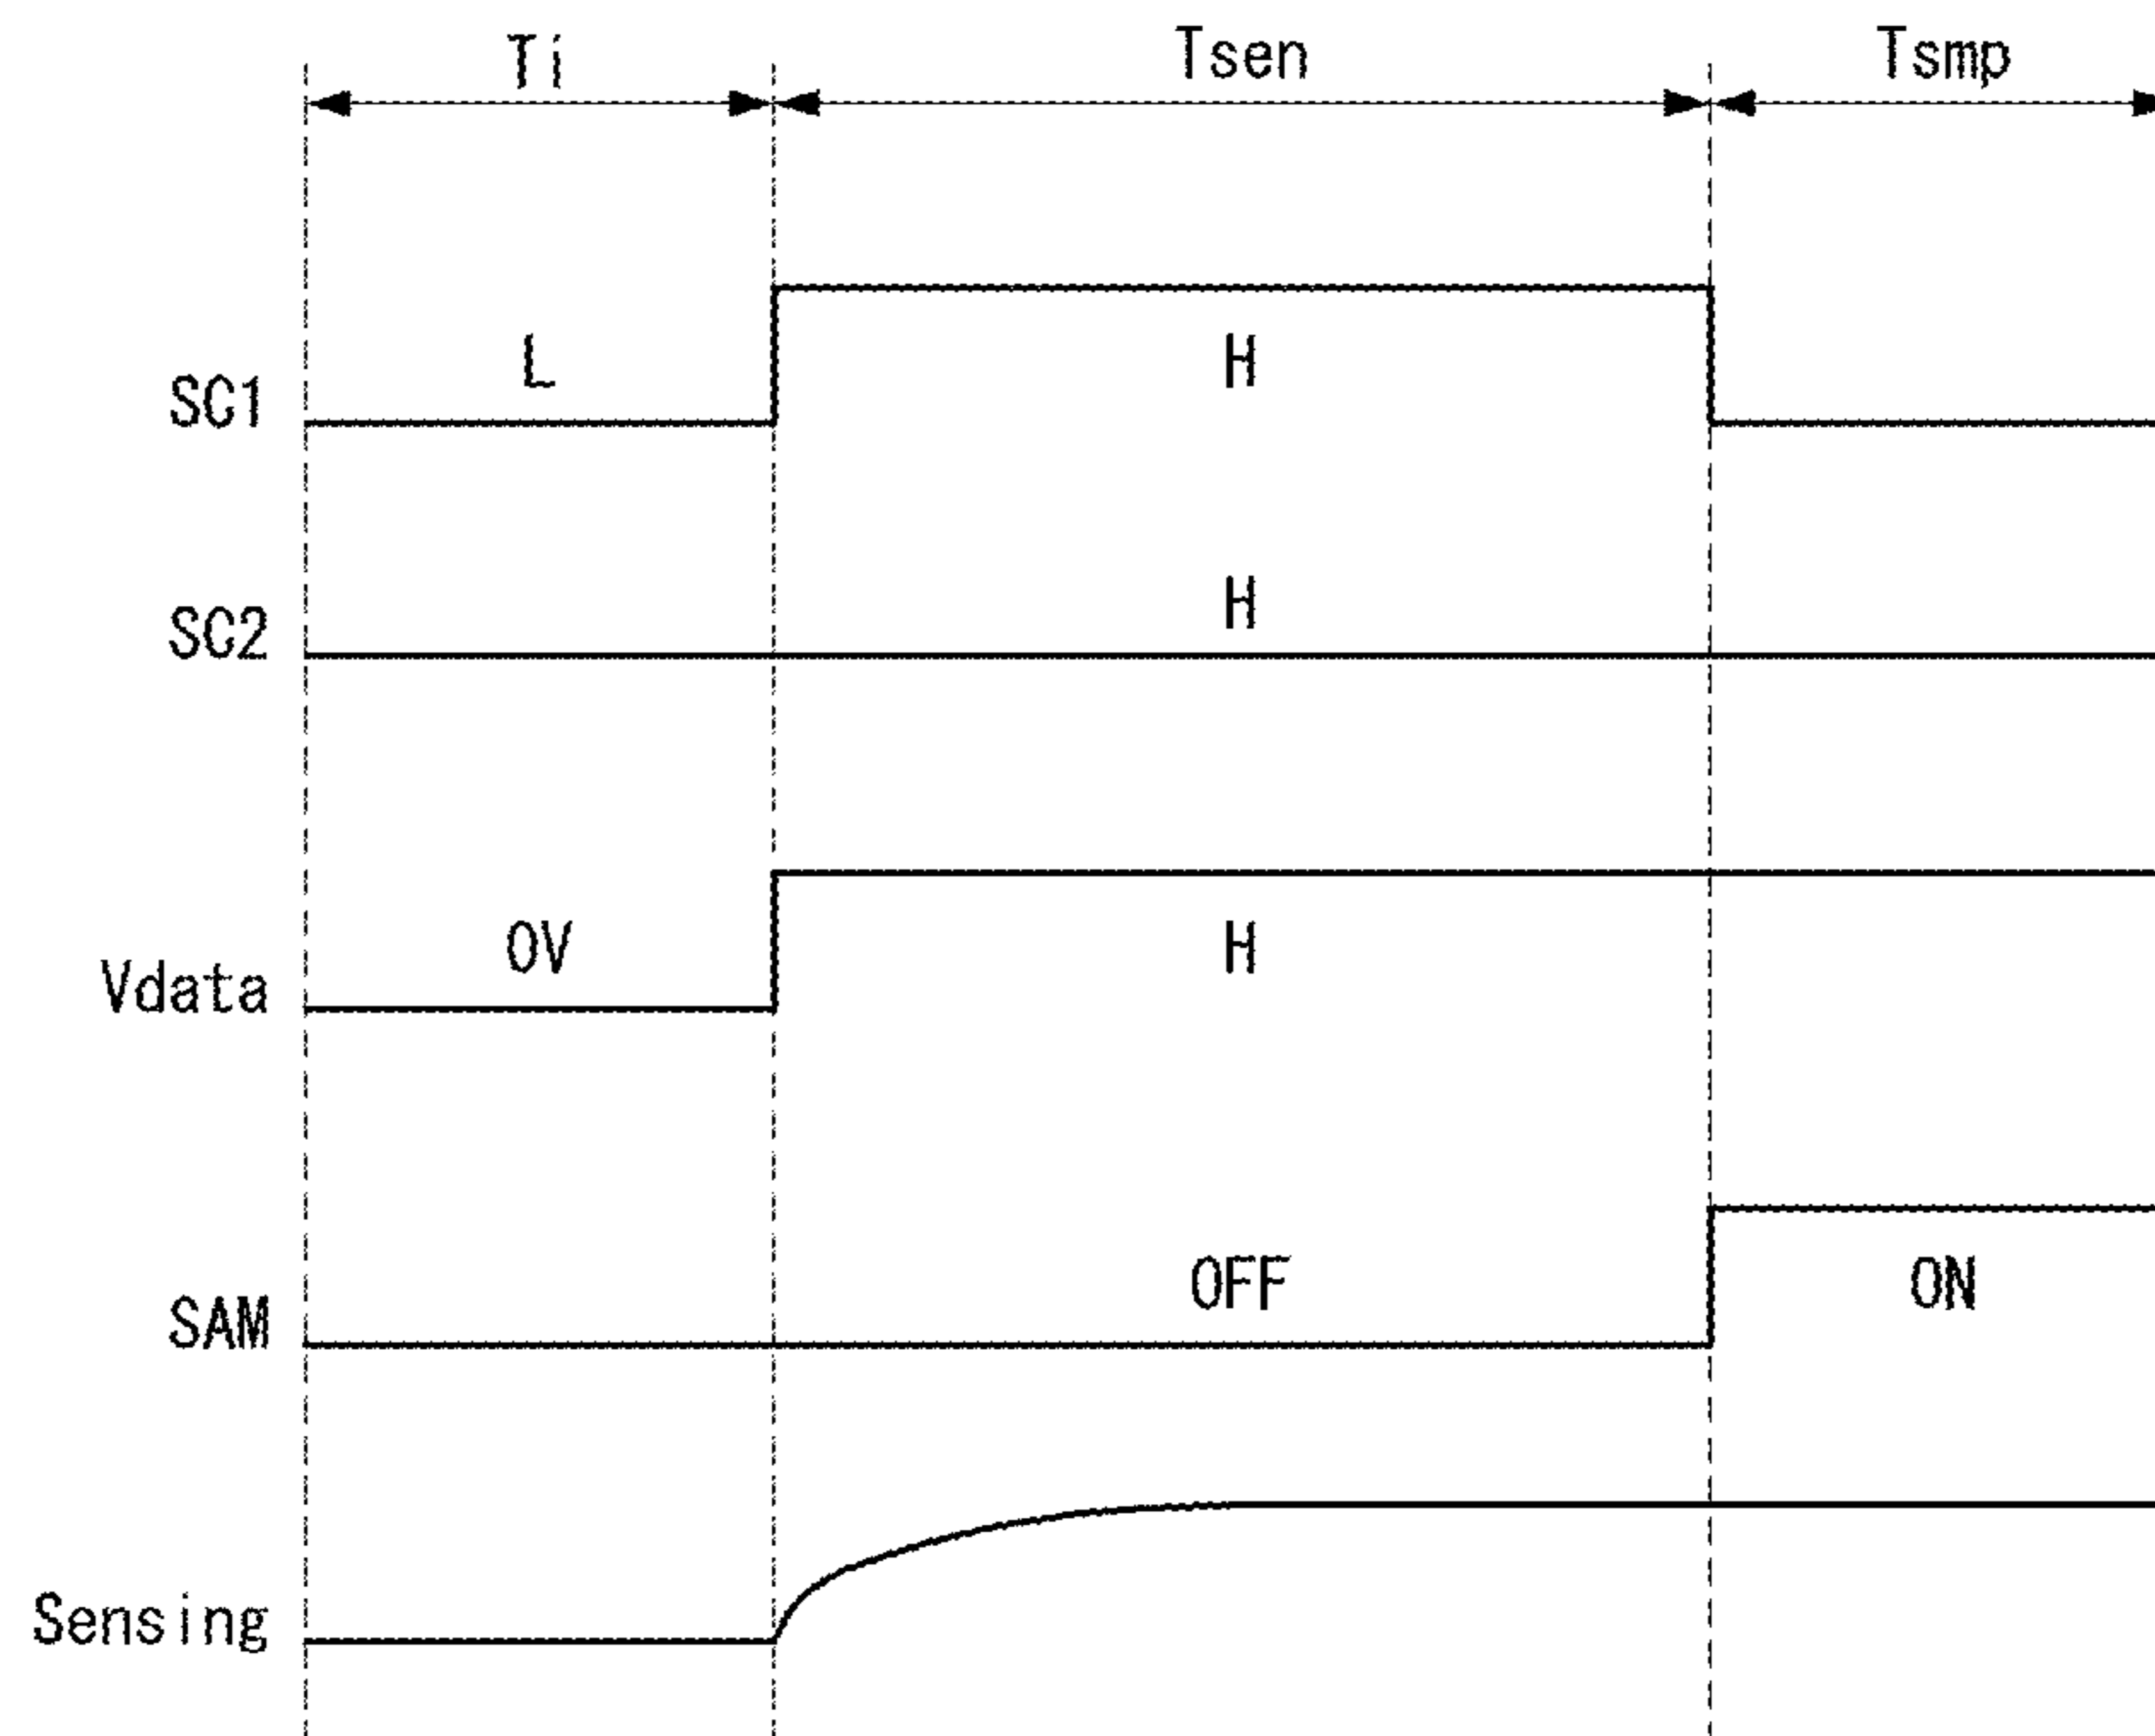 Ti Tsen Tsmp
L H
SC1
H
SC2
0V H
Vdata
OFF ON
SAM
Sensing